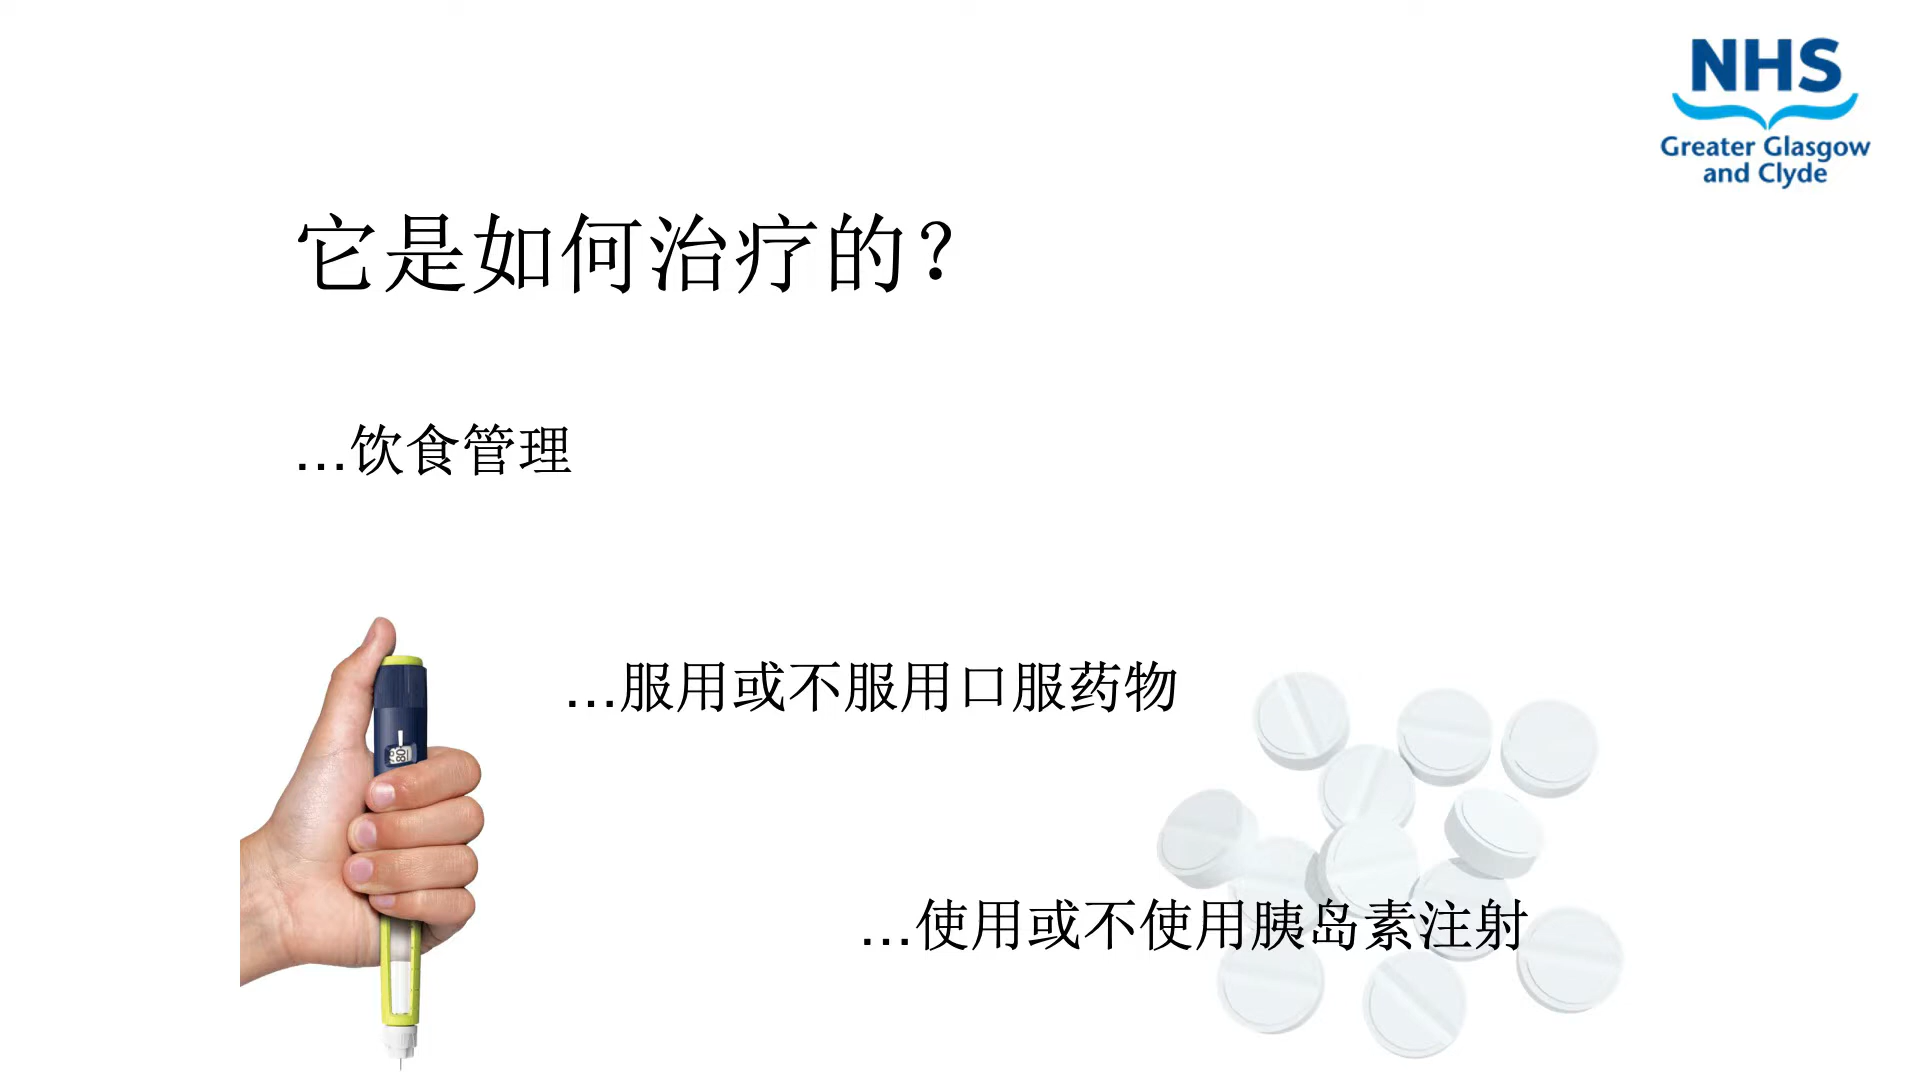 NHS
Greater Glasgow
and Clyde
它是如何治疗的？
…饮食管理
…服用或不服用口服药物
…使用或不使用胰岛素注射